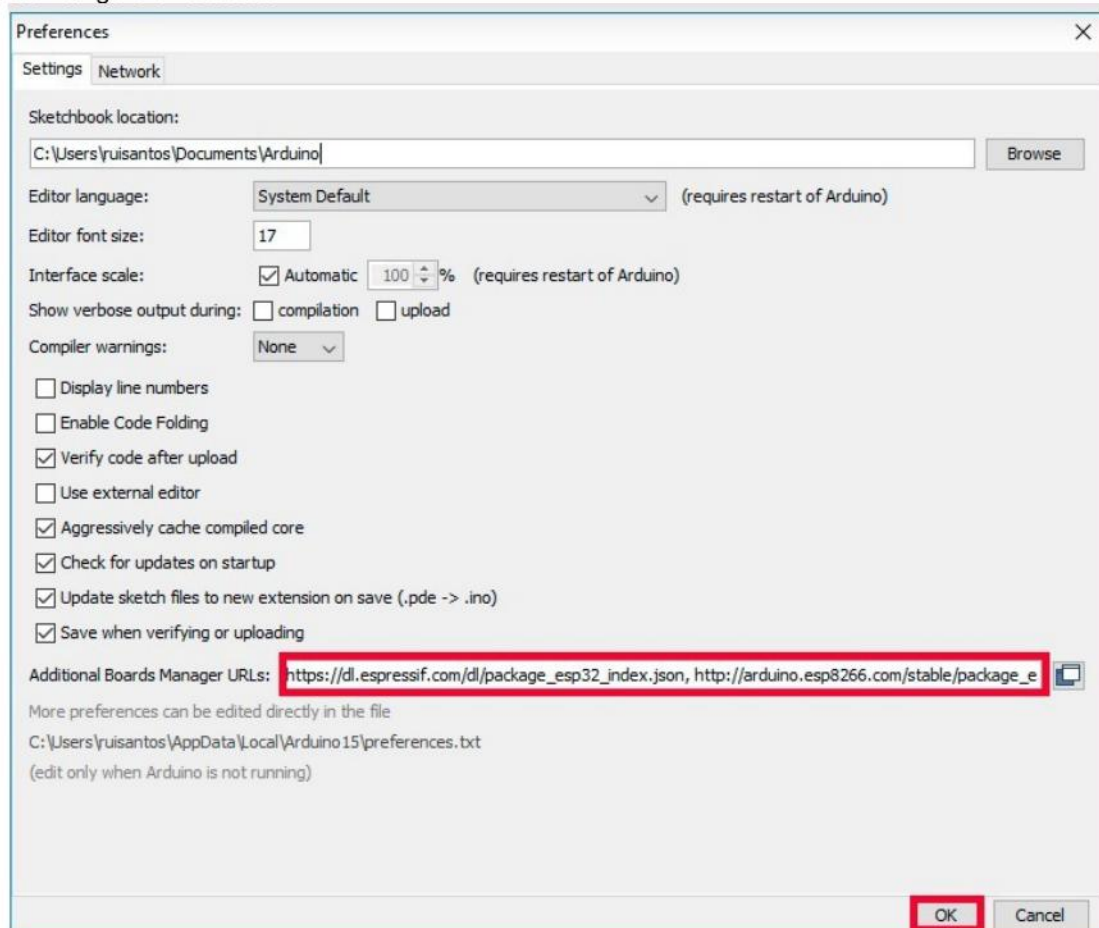 Preferences
Settings Network
Sketchbook location:
C:\Users\ruisantos\Documents\Arduino Browse
Editor language: System Default (requires restart of Arduino)
Editor font size: 17
Interface scale: Automatic 100 % (requires restart of Arduino)
Show verbose output during: compilation upload
Compiler warnings: None
Display line numbers
Enable Code Folding
Verify code after upload
Use external editor
Aggressively cache compiled core
Check for updates on startup
Update sketch files to new extension on save (.pde -> .ino)
Save when verifying or uploading
Additional Boards Manager URLs: https://dl.espressif.com/dl/package_esp32_index.json, http://arduino.esp8266.com/stable/package_e
More preferences can be edited directly in the file
C:\Users\ruisantos\AppData\Local\Arduino15\preferences.txt
(edit only when Arduino is not running)
OK Cancel